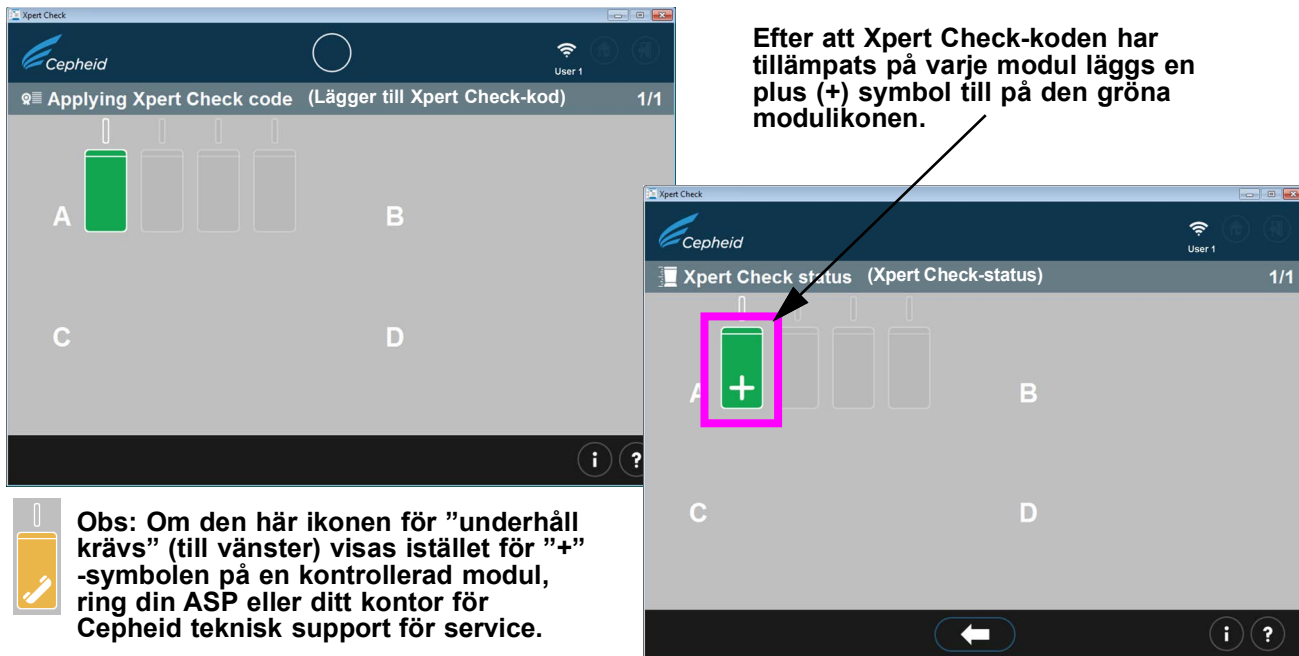 Xpert Check
Cepheid
User 1
Applying Xpert Check code (Lägger till Xpert Check-kod) 1/1
A B
C D
i ?
Efter att Xpert Check-koden har
tillämpats på varje modul läggs en
plus (+) symbol till på den gröna
modulikonen.
Xpert Check
Cepheid
User 1
Xpert Check status (Xpert Check-status) 1/1
A + B
C D
i ?
Obs: Om den här ikonen för ”underhåll
krävs” (till vänster) visas istället för ”+”
-symbolen på en kontrollerad modul,
ring din ASP eller ditt kontor för
Cepheid teknisk support för service.